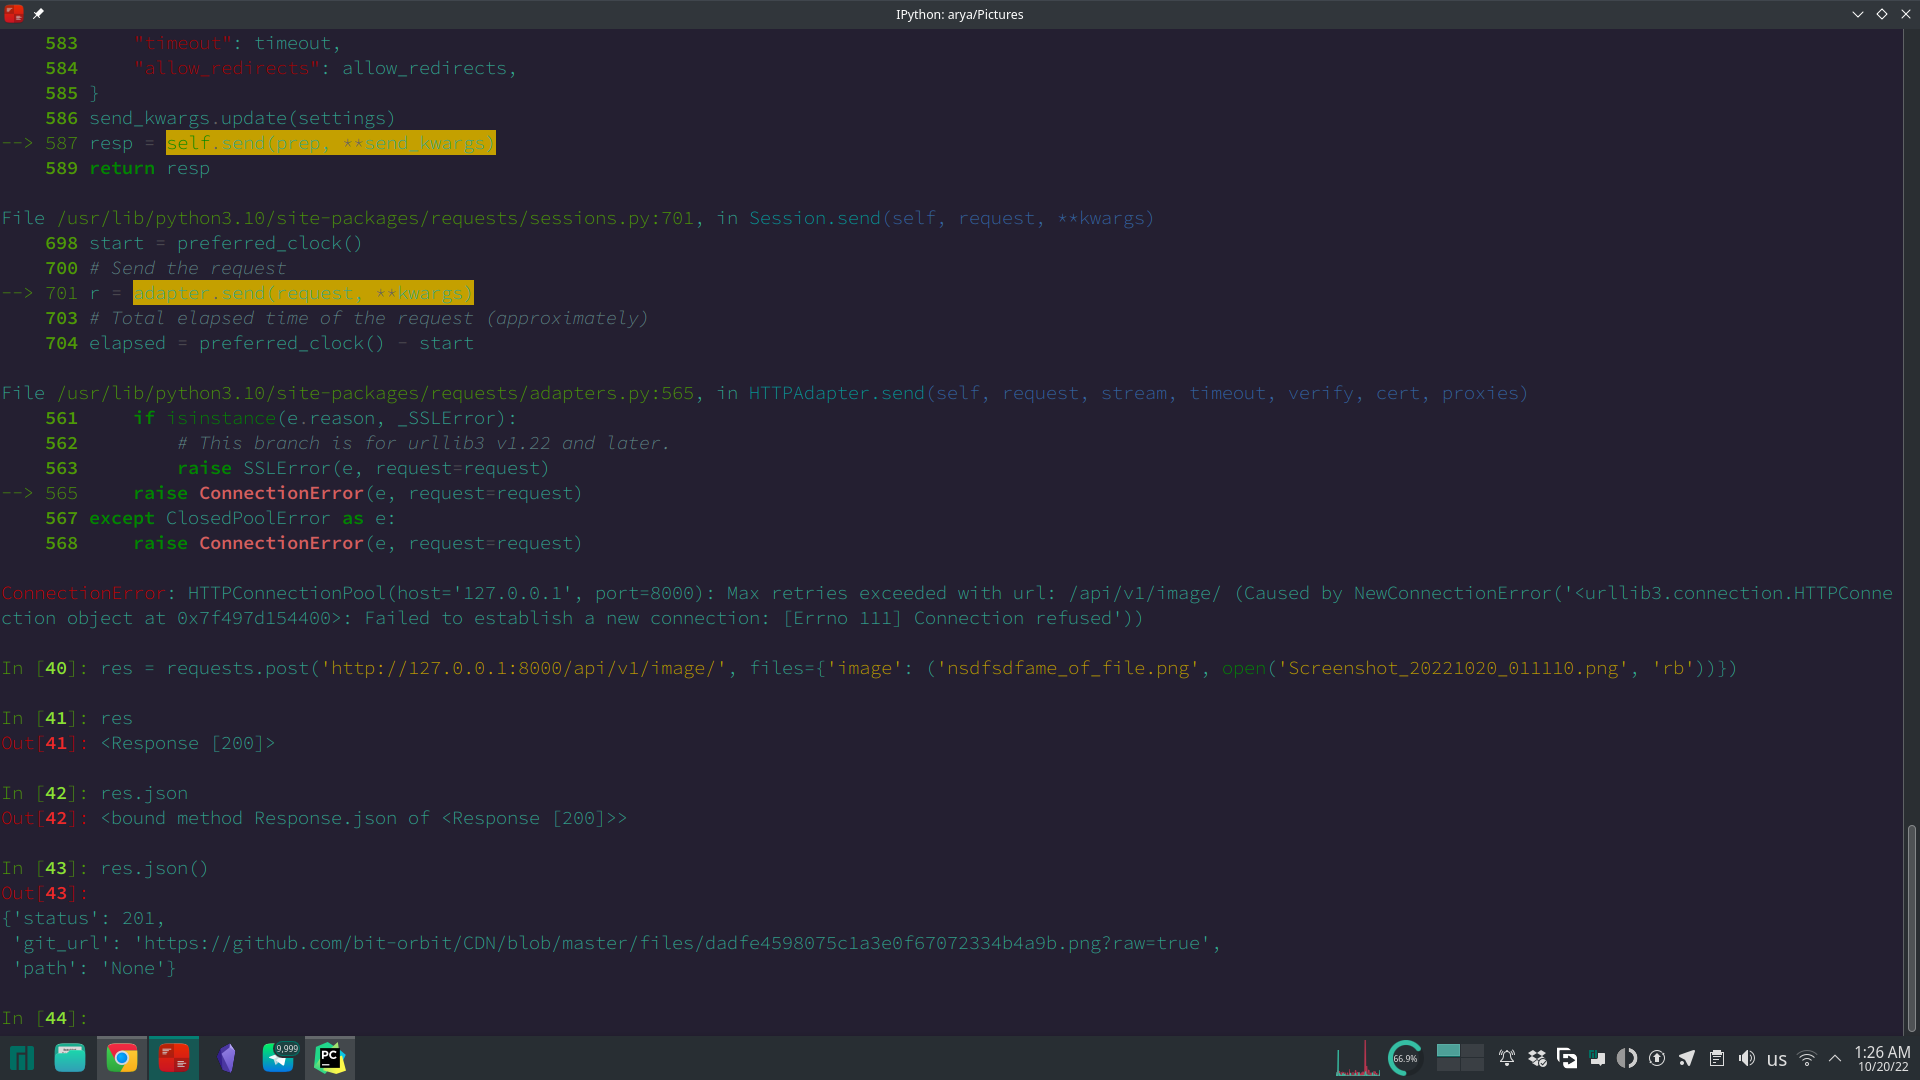 IPython: arya/Pictures
583     "timeout": timeout,
584     "allow_redirects": allow_redirects,
585 }
586 send_kwargs.update(settings)
--> 587 resp = self.send(prep, **send_kwargs)
589 return resp
File /usr/lib/python3.10/site-packages/requests/sessions.py:701, in Session.send(self, request, **kwargs)
698 start = preferred_clock()
700 # Send the request
--> 701 r = adapter.send(request, **kwargs)
703 # Total elapsed time of the request (approximately)
704 elapsed = preferred_clock() - start
File /usr/lib/python3.10/site-packages/requests/adapters.py:565, in HTTPAdapter.send(self, request, stream, timeout, verify, cert, proxies)
561     if isinstance(e.reason, _SSLError):
562         # This branch is for urllib3 v1.22 and later.
563         raise SSLError(e, request=request)
--> 565     raise ConnectionError(e, request=request)
567 except ClosedPoolError as e:
568     raise ConnectionError(e, request=request)
ConnectionError: HTTPConnectionPool(host='127.0.0.1', port=8000): Max retries exceeded with url: /api/v1/image/ (Caused by NewConnectionError('<urllib3.connection.HTTPConne
ction object at 0x7f497d154400>: Failed to establish a new connection: [Errno 111] Connection refused'))
In [40]: res = requests.post('http://127.0.0.1:8000/api/v1/image/', files={'image': ('nsdfsdfame_of_file.png', open('Screenshot_20221020_011110.png', 'rb'))})
In [41]: res
Out[41]: <Response [200]>
In [42]: res.json
Out[42]: <bound method Response.json of <Response [200]>>
In [43]: res.json()
Out[43]:
{'status': 201,
'git_url': 'https://github.com/bit-orbit/CDN/blob/master/files/dadfe4598075c1a3e0f67072334b4a9b.png?raw=true',
'path': 'None'}
In [44]:
9,999
PC
66.9%
us
1:26 AM
10/20/22